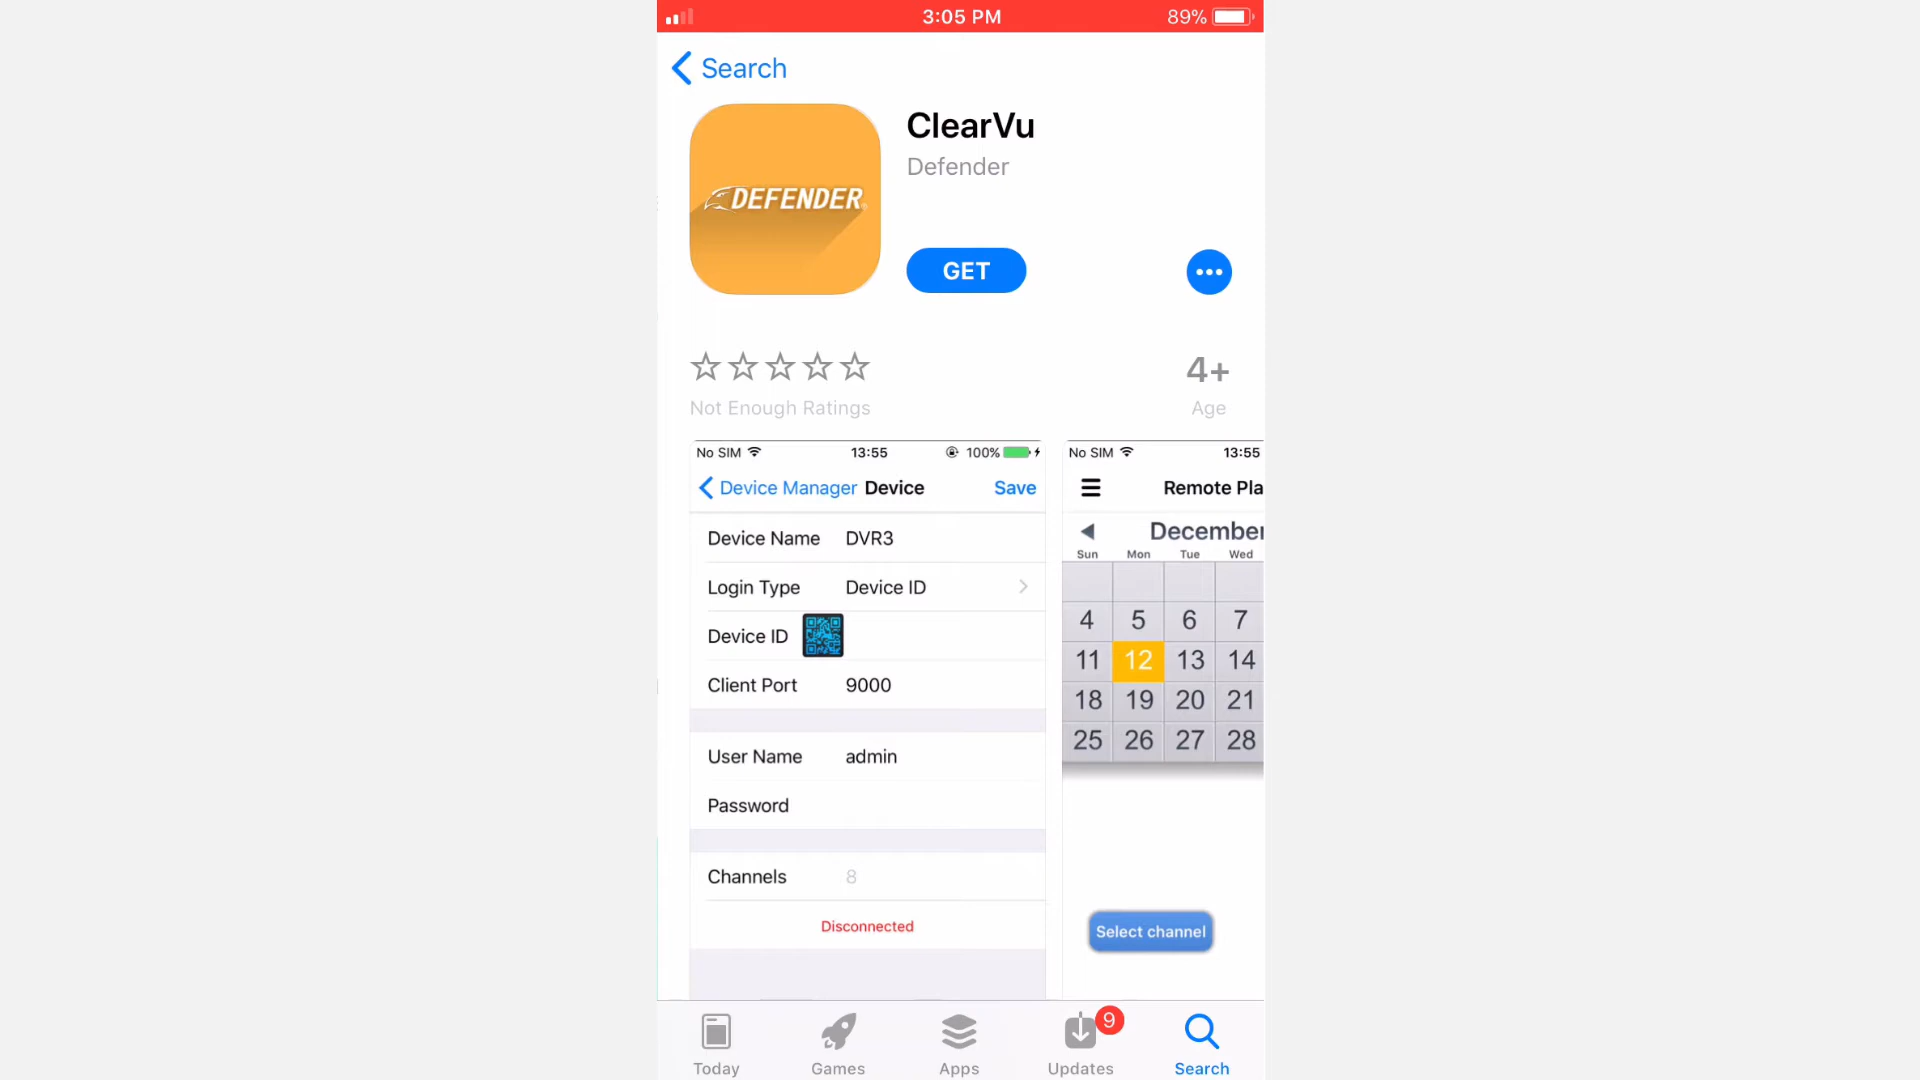 3:05 PM
89%
Search
DEFENDER
ClearVu
Defender
GET
4+
Not Enough Ratings
Age
No SIM
13:55
100%
Device Manager
Device
Save
Device Name
DVR3
Login Type
Device ID
Device ID
Client Port
9000
User Name
admin
Password
Channels
8
Disconnected
No SIM
13:55
Remote Pla
December
Sun Mon Tue Wed
4 5 6 7
11 12 13 14
18 19 20 21
25 26 27 28
Select channel
9
Today
Games
Apps
Updates
Search